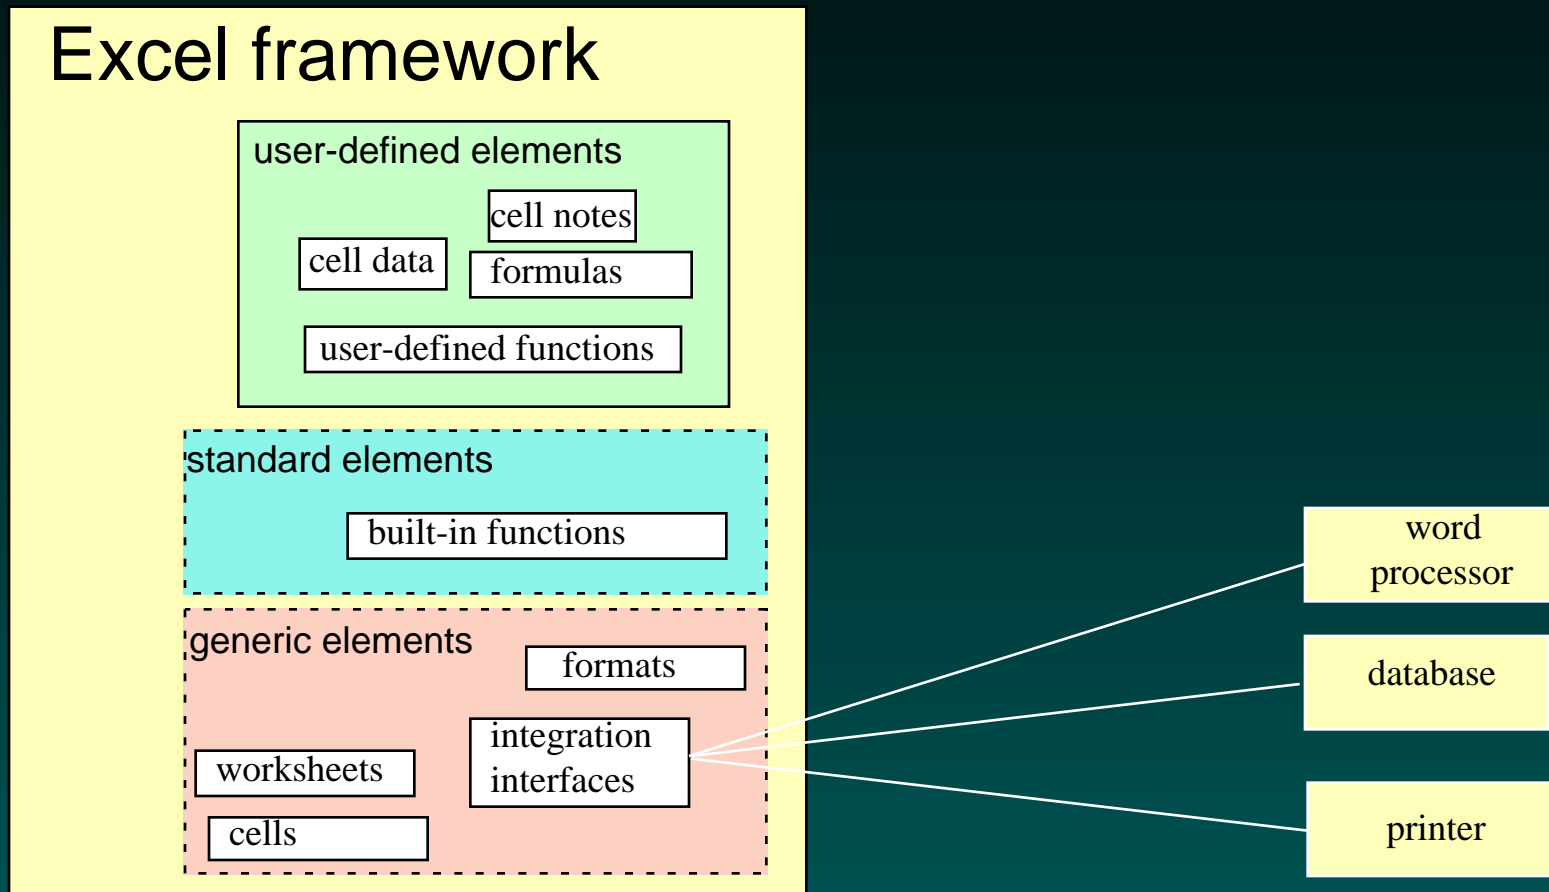 Excel framework
user-defined elements
cell notes
cell data
formulas
user-defined functions
standard elements
built-in functions
generic elements
formats
integration
interfaces
worksheets
cells
word
processor
database
printer